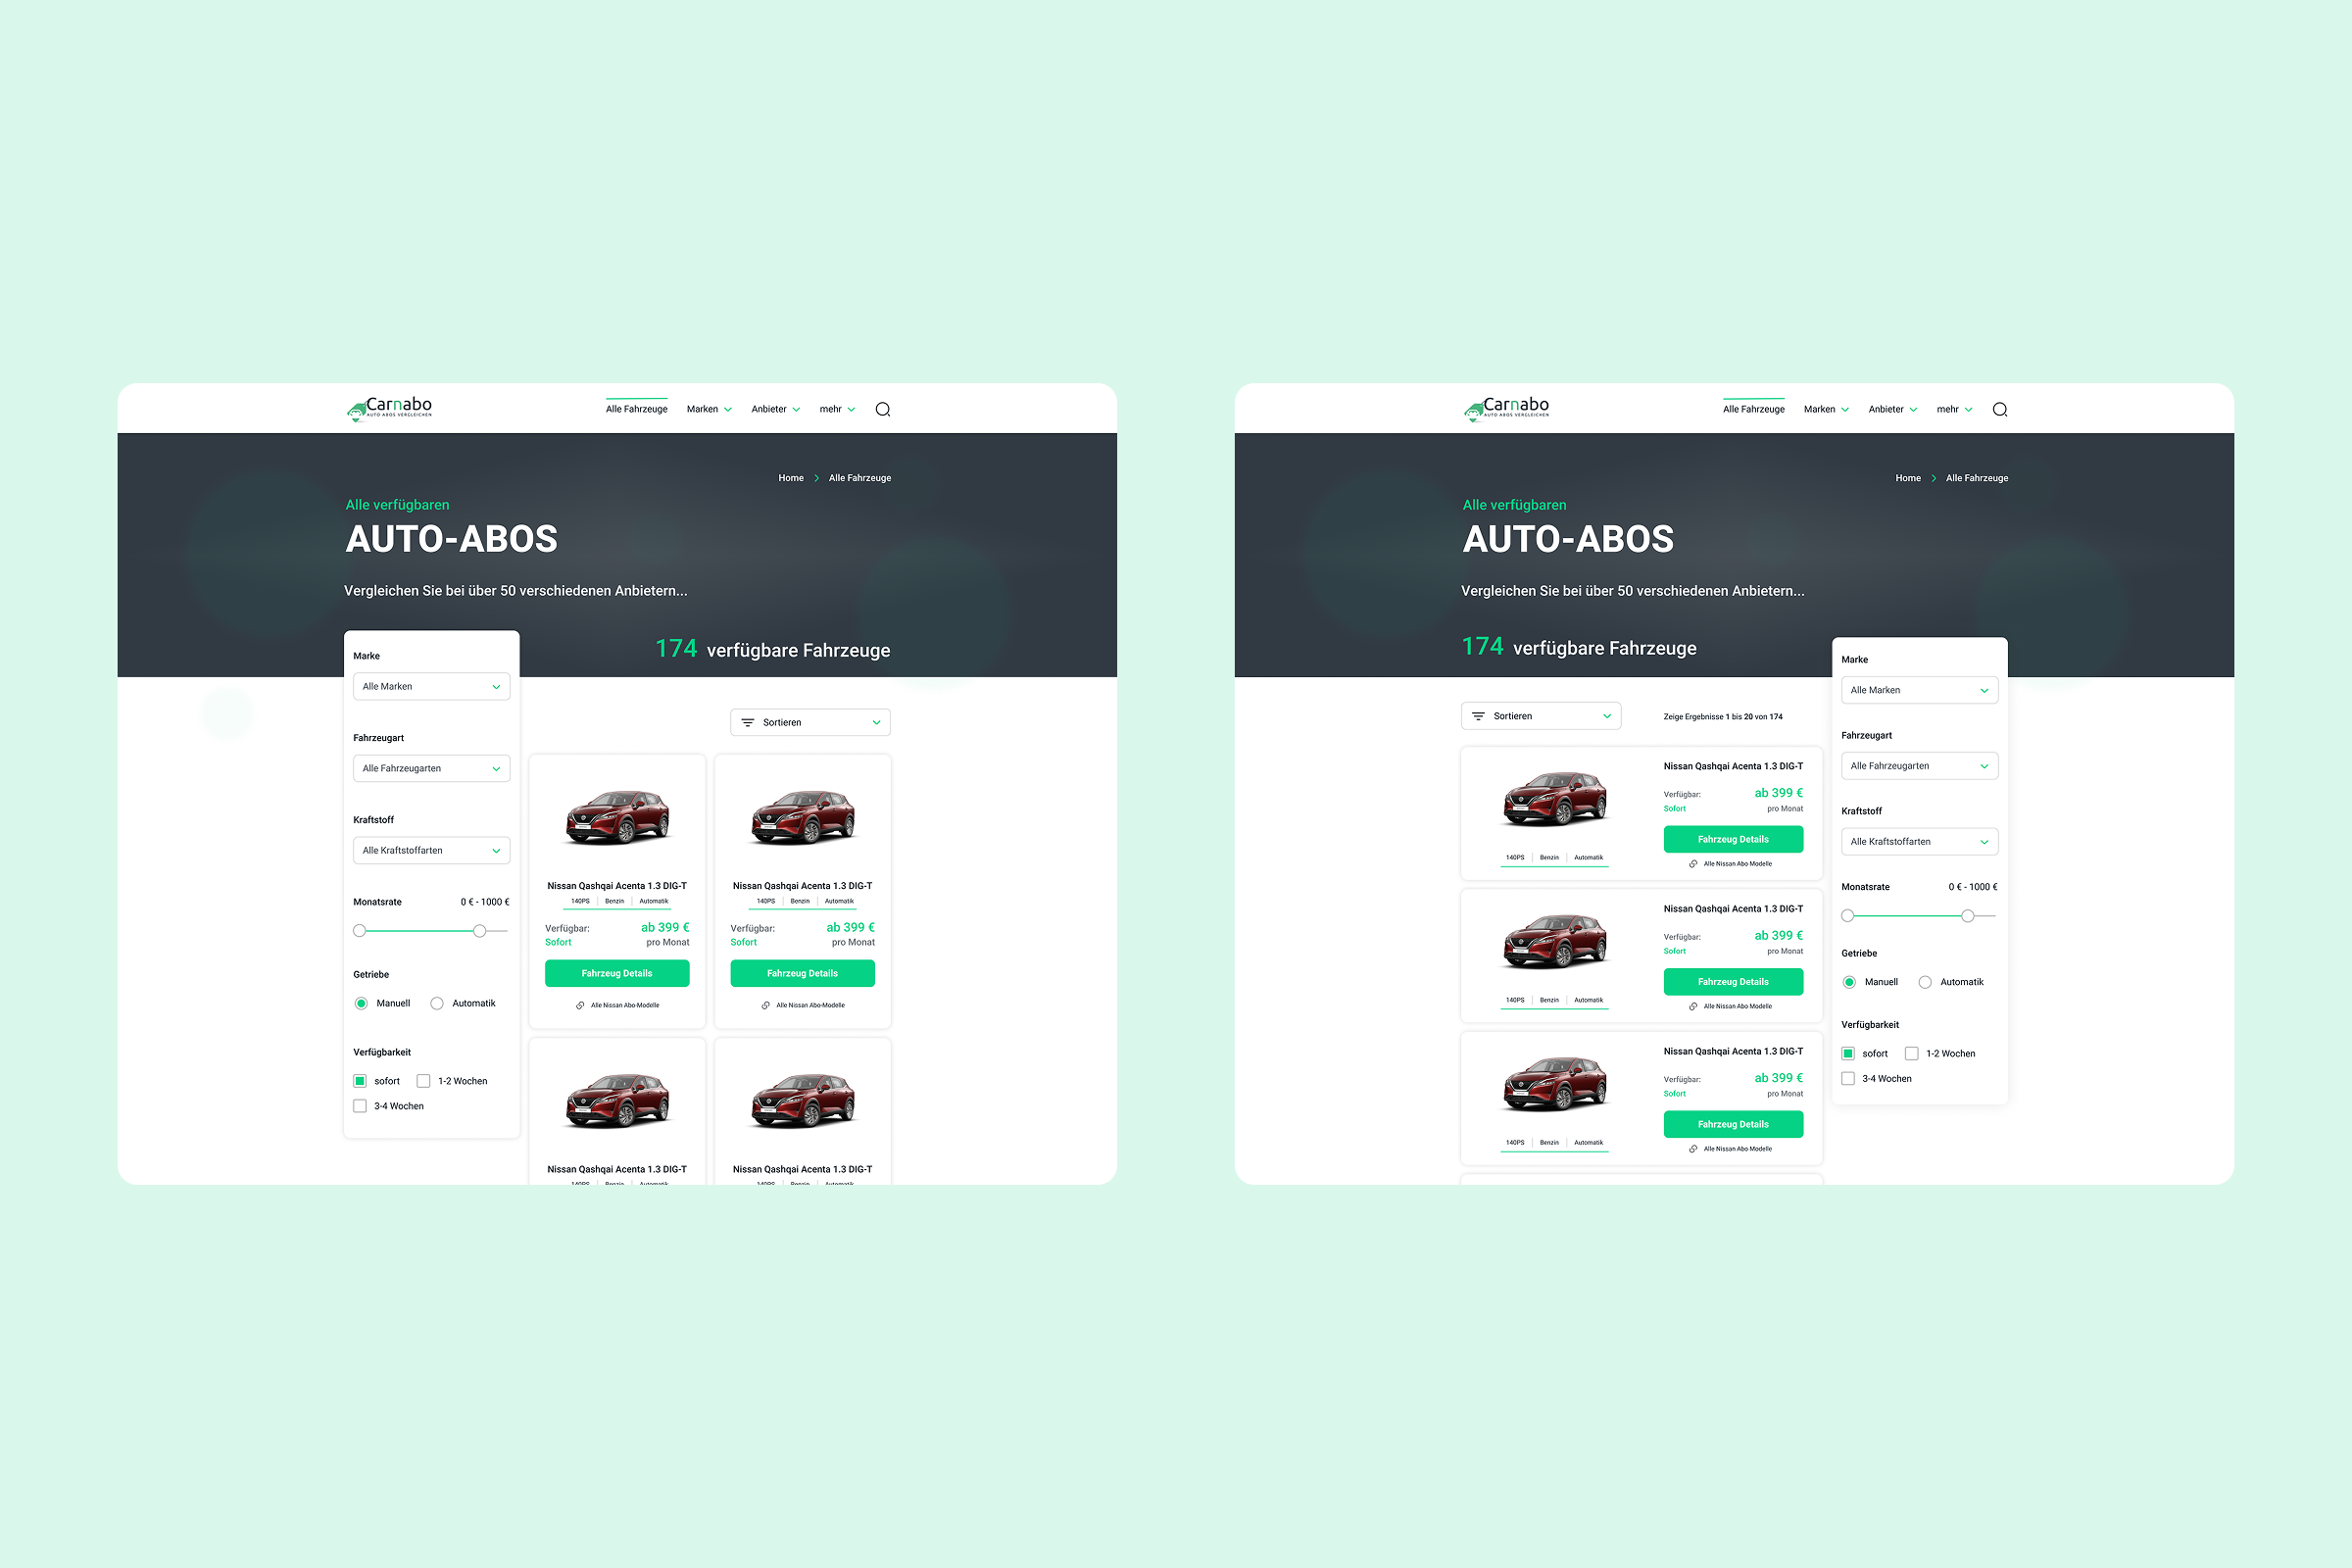 Carnabo
AUTO ABOS VERGLEICHEN
Alle Fahrzeuge
Marken
Anbieter
mehr
Home
Alle Fahrzeuge
Alle verfügbaren
AUTO-ABOS
Vergleichen Sie bei über 50 verschiedenen Anbietern...
174 verfügbare Fahrzeuge
Marke
Alle Marken
Fahrzeugart
Alle Fahrzeugarten
Kraftstoff
Alle Kraftstoffarten
Monatsrate 0 € - 1000 €
Getriebe
Manuell Automatik
Verfügbarkeit
sofort 1-2 Wochen
3-4 Wochen
Sortieren
Nissan Qashqai Acenta 1.3 DIG-T
140PS Benzin Automatik
Verfügbar: ab 399 €
Sofort pro Monat
Fahrzeug Details
Alle Nissan Abo-Modelle
Nissan Qashqai Acenta 1.3 DIG-T
140PS Benzin Automatik
Verfügbar: ab 399 €
Sofort pro Monat
Fahrzeug Details
Alle Nissan Abo-Modelle
Nissan Qashqai Acenta 1.3 DIG-T
140PS Benzin Automatik
Nissan Qashqai Acenta 1.3 DIG-T
140PS Benzin Automatik
Carnabo
AUTO ABOS VERGLEICHEN
Alle Fahrzeuge
Marken
Anbieter
mehr
Home
Alle Fahrzeuge
Alle verfügbaren
AUTO-ABOS
Vergleichen Sie bei über 50 verschiedenen Anbietern...
174 verfügbare Fahrzeuge
Sortieren
Zeige Ergebnisse 1 bis 20 von 174
Nissan Qashqai Acenta 1.3 DIG-T
Verfügbar: ab 399 €
Sofort pro Monat
Fahrzeug Details
140PS Benzin Automatik
Alle Nissan Abo Modelle
Nissan Qashqai Acenta 1.3 DIG-T
Verfügbar: ab 399 €
Sofort pro Monat
Fahrzeug Details
140PS Benzin Automatik
Alle Nissan Abo Modelle
Nissan Qashqai Acenta 1.3 DIG-T
Verfügbar: ab 399 €
Sofort pro Monat
Fahrzeug Details
140PS Benzin Automatik
Alle Nissan Abo Modelle
Marke
Alle Marken
Fahrzeugart
Alle Fahrzeugarten
Kraftstoff
Alle Kraftstoffarten
Monatsrate 0 € - 1000 €
Getriebe
Manuell Automatik
Verfügbarkeit
sofort 1-2 Wochen
3-4 Wochen